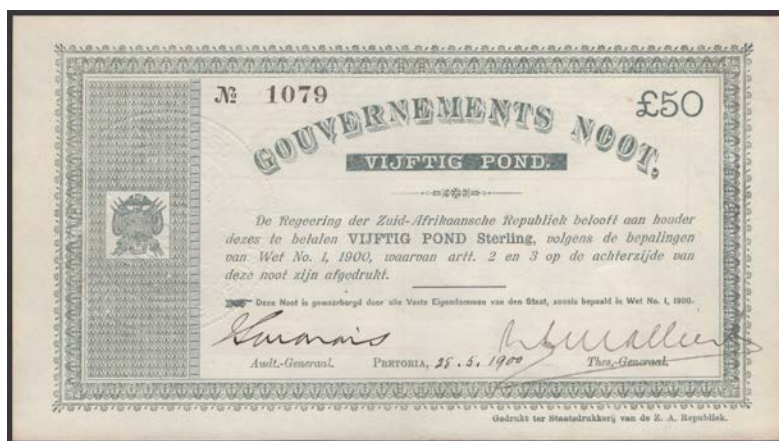 № 1079
£50
GOUVERNEMENTS NOOT,
VIJFTIG POND.
De Regeering der Zuid-Afrikaansche Republiek belooft aan houder
dezes te betalen VIJFTIG POND Sterling, volgens de bepalingen
van Wet No. 1, 1900, waarvan artt. 2 en 3 op de achterzijde van
deze noot zijn afgedrukt.
Deze Noot is gewaarborgd door alle Vaste Eigendommen van den Staat, zooals bepaald in Wet No. 1, 1900.
Audt.-Generaal. PRETORIA, 28.5.1900 Thes.-Generaal.
Gedrukt ter Staatsdrukkerij van de Z. A. Republiek.